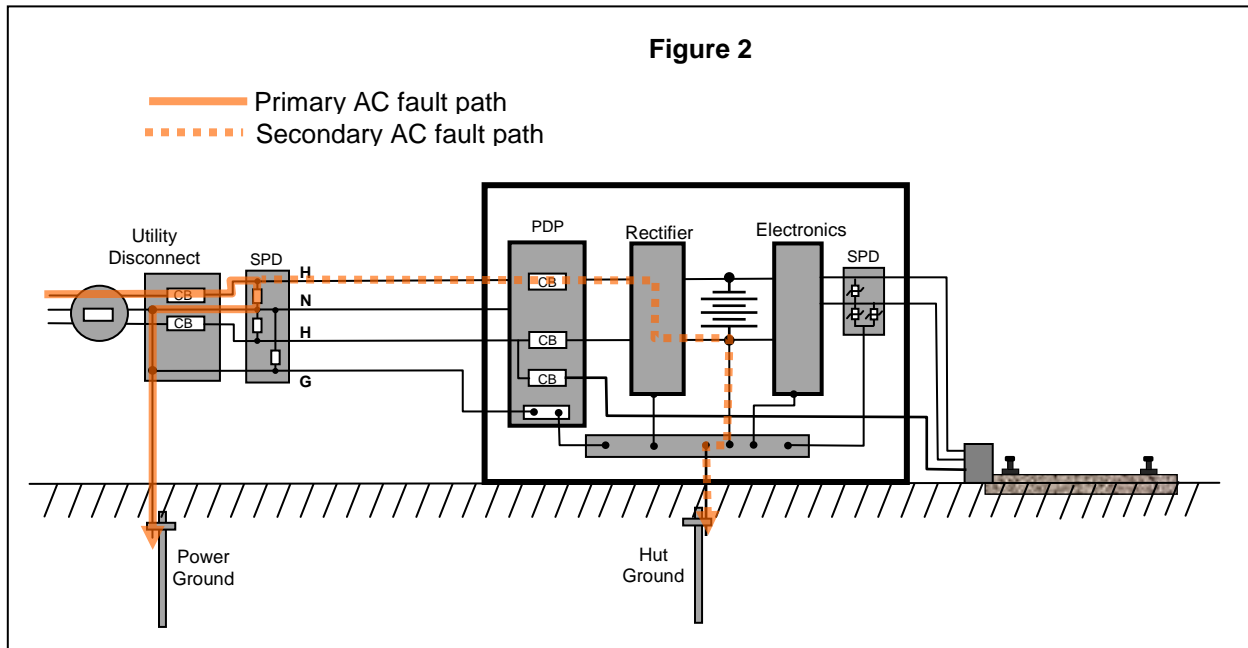 Figure 2
Primary AC fault path
Secondary AC fault path
Utility
Disconnect
SPD
PDP
Rectifier
Electronics
SPD
H
N
H
G
CB
CB
CB
CB
CB
Power
Ground
Hut
Ground